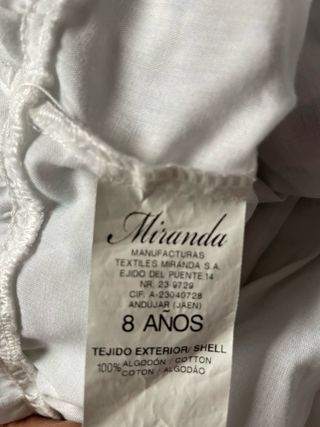 Miranda
MANUFACTURAS
TEXTILES MIRANDA S.A.
EJIDO DEL PUENTE,14
NR. 23-9729
CIF. A-23040728
ANDUJAR (JAEN)
8 AÑOS
TEJIDO EXTERIOR/ SHELL
100% ALGODÓN / COTTON
COTON / ALGODÃO